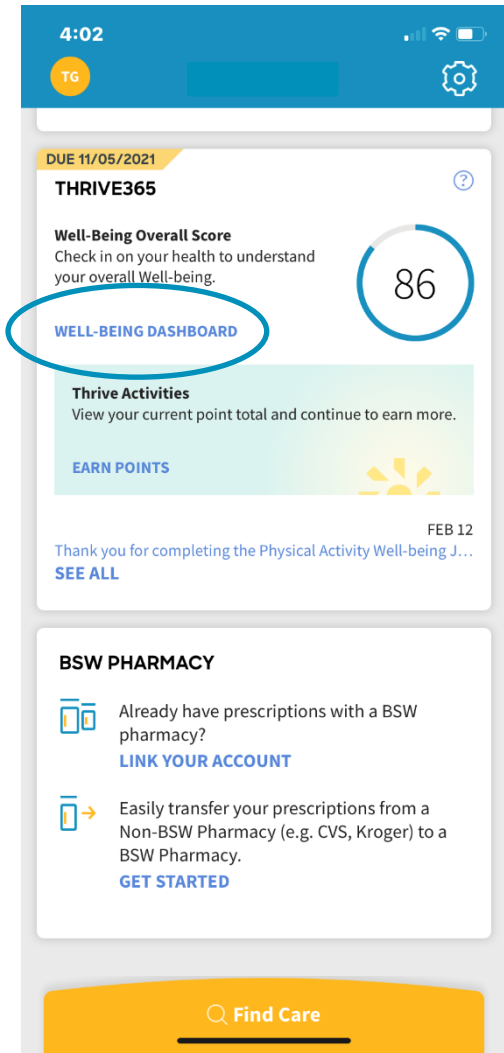 4:02
TG
DUE 11/05/2021
THRIVE365
?
Well-Being Overall Score
Check in on your health to understand
your overall Well-being.
86
WELL-BEING DASHBOARD
Thrive Activities
View your current point total and continue to earn more.
EARN POINTS
FEB 12
Thank you for completing the Physical Activity Well-being J...
SEE ALL
BSW PHARMACY
Already have prescriptions with a BSW
pharmacy?
LINK YOUR ACCOUNT
Easily transfer your prescriptions from a
Non-BSW Pharmacy (e.g. CVS, Kroger) to a
BSW Pharmacy.
GET STARTED
Find Care